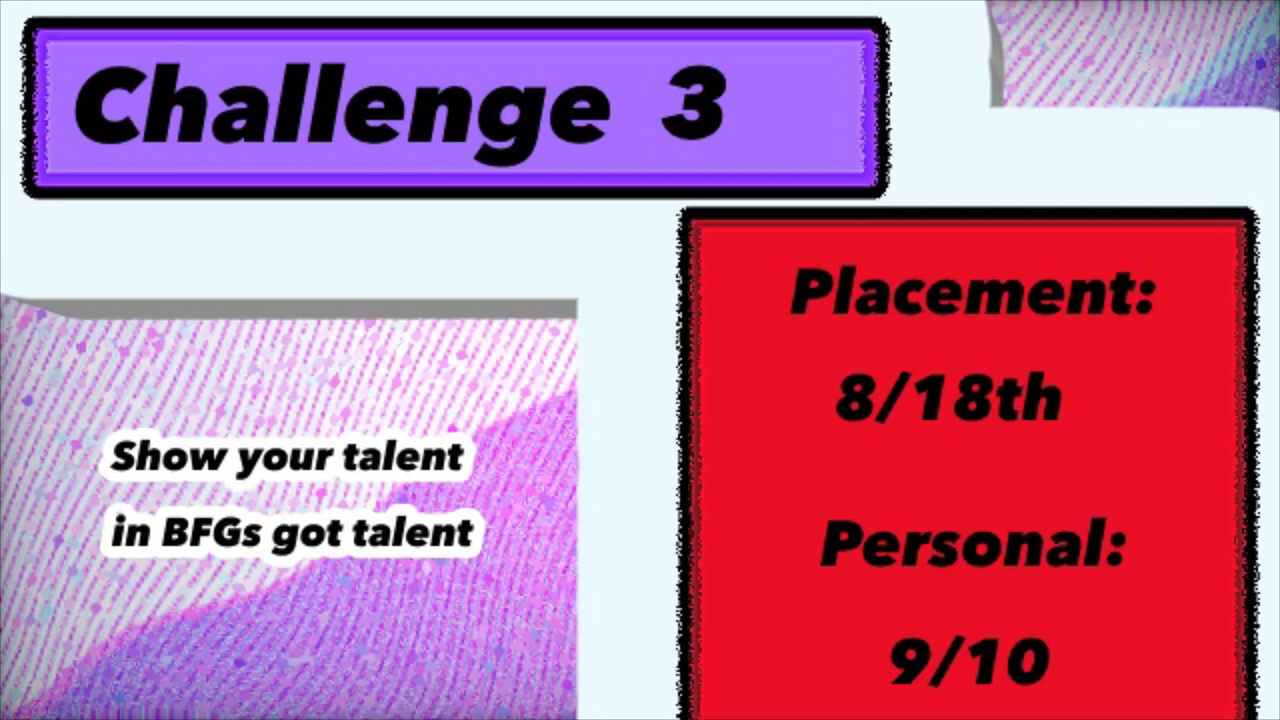 Challenge 3
Placement:
8/18th
Show your talent
in BFGs got talent
Personal:
9/10